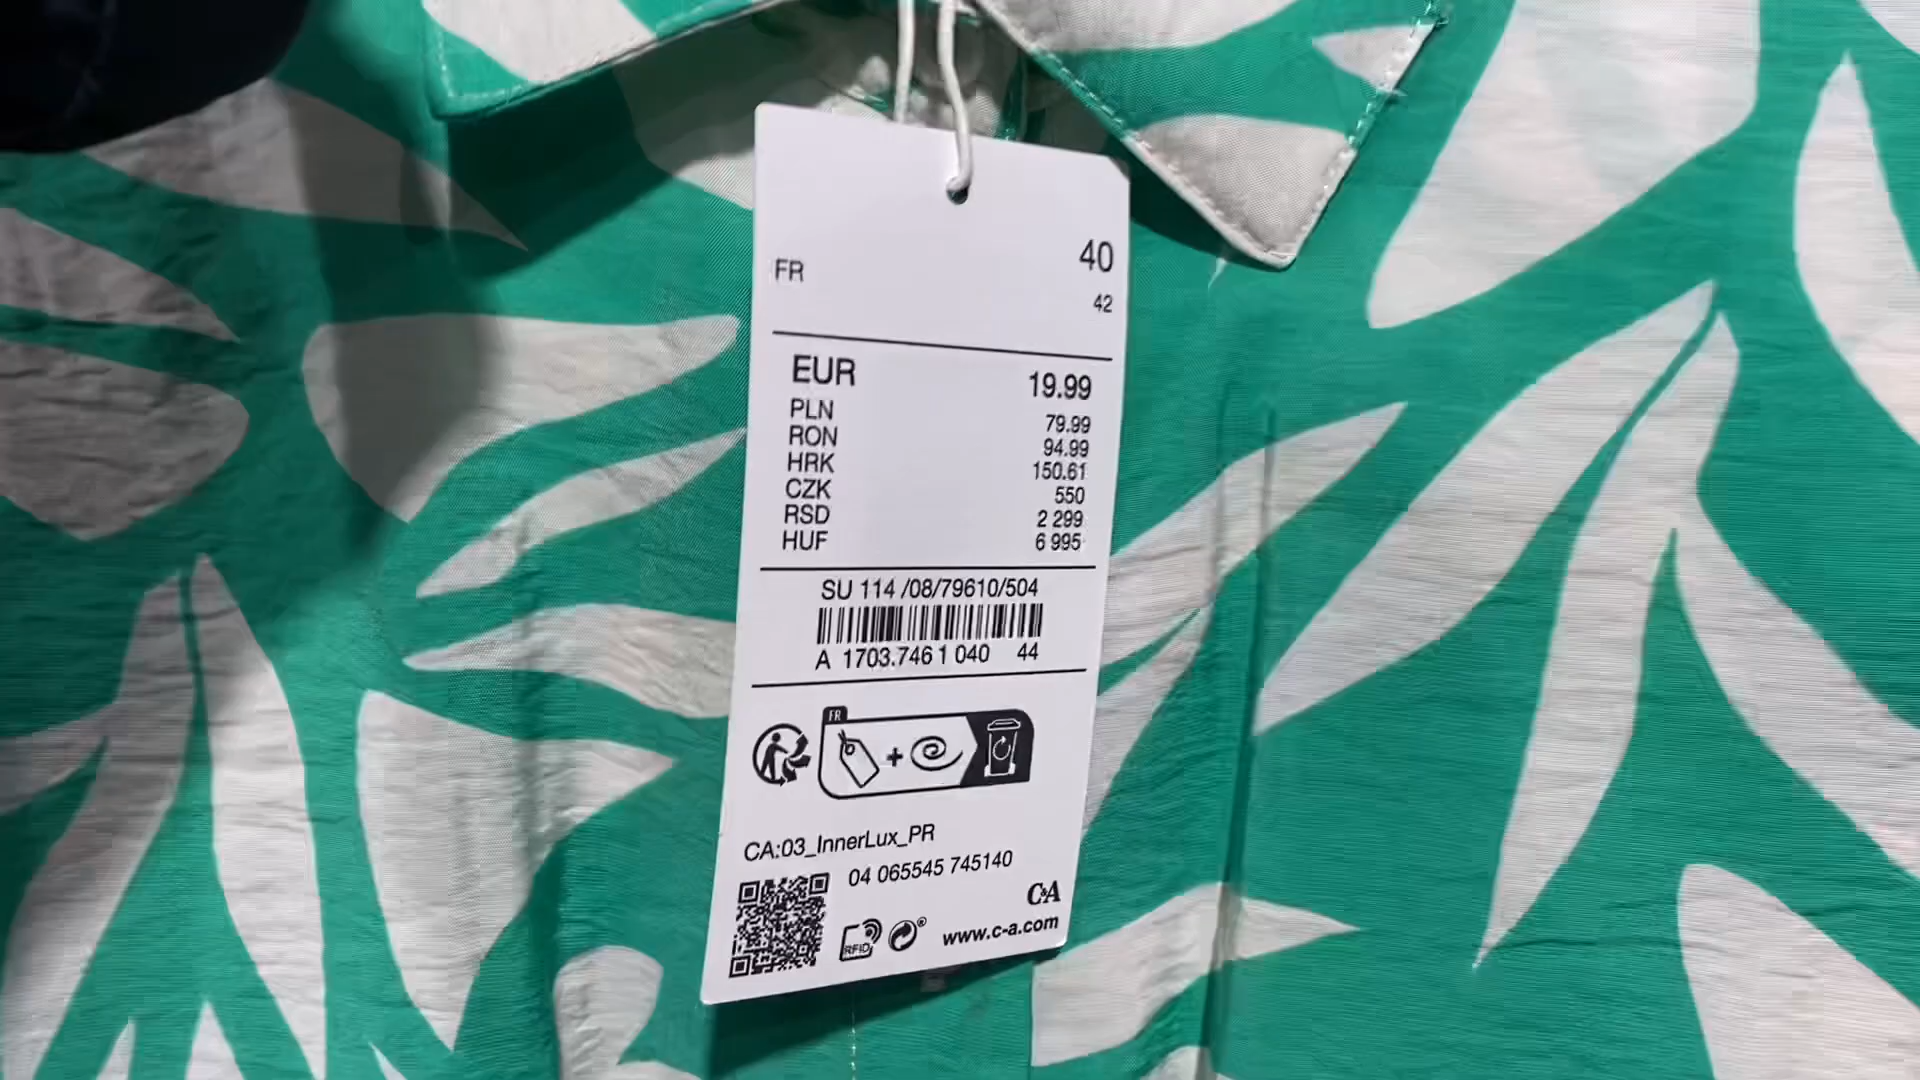 40
FR
42
EUR 19.99
PLN 79.99
RON 94.99
HRK 150.61
CZK 550
RSD 2 299
HUF 6 995
SU 114 /08/79610/504
A 1703.746 1 040 44
FR
CA:03_InnerLux_PR
04 065545 745140
C&A
RFID
www.c-a.com